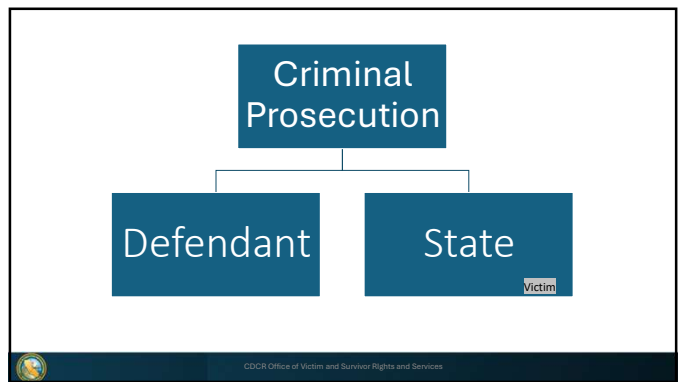 Criminal
Prosecution
Defendant
State
Victim
CDCR Office of Victim and Survivor Rights and Services